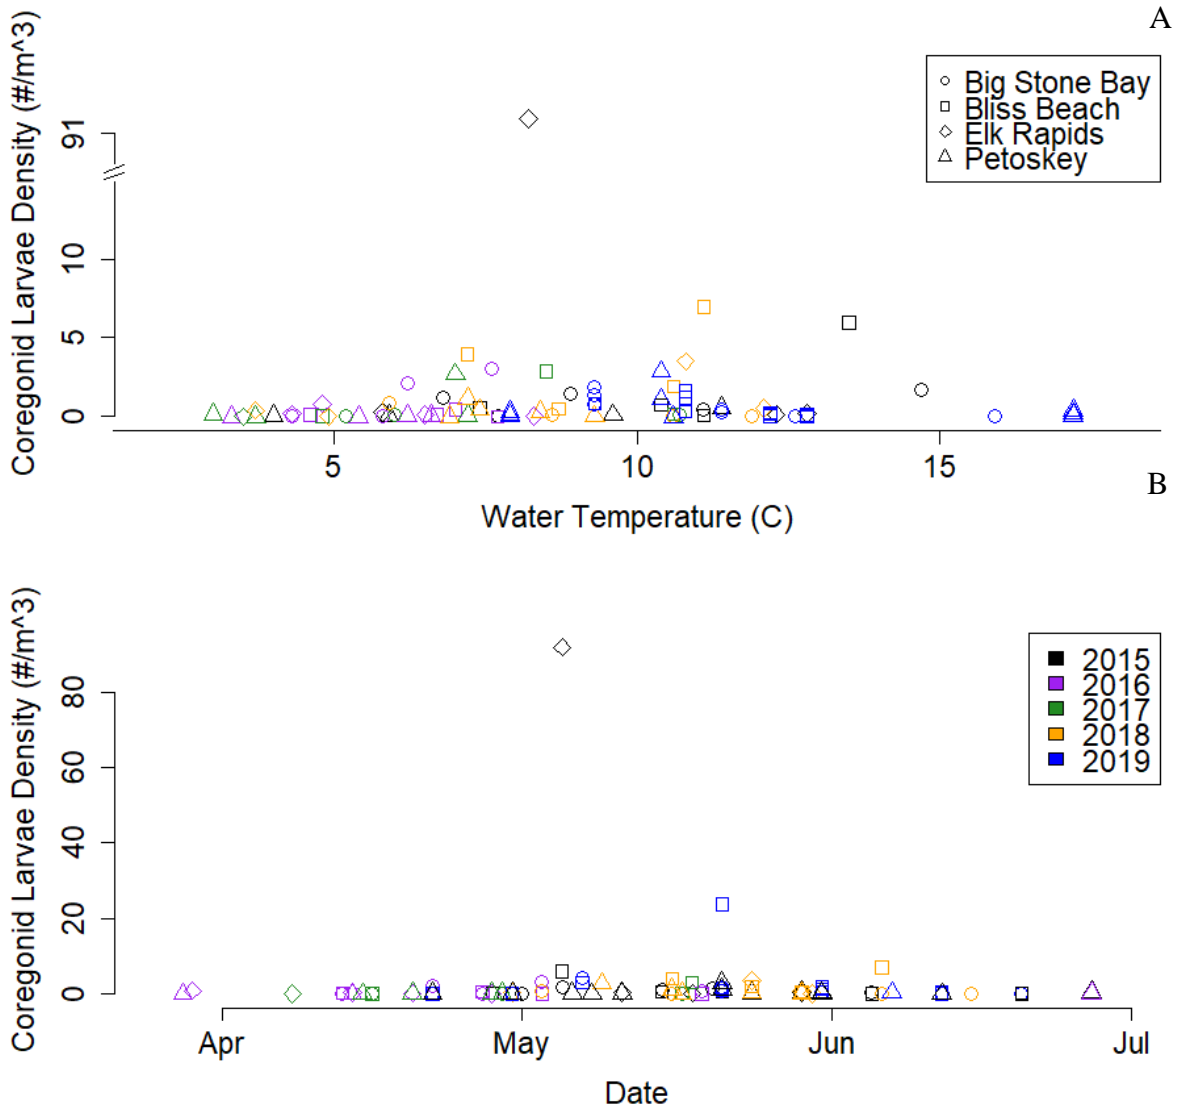 A
Coregonid Larvae Density (#/m^3)
91
10
5
0
Big Stone Bay
Bliss Beach
Elk Rapids
Petoskey
5 10 15
Water Temperature (C)
B
Coregonid Larvae Density (#/m^3)
80
60
40
20
0
2015
2016
2017
2018
2019
Apr May Jun Jul
Date